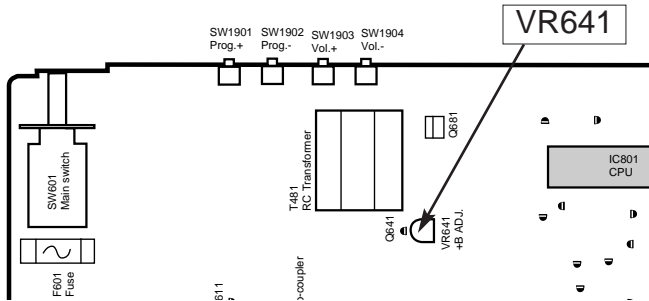 VR641
SW1901
Prog.+
SW1902
Prog.-
SW1903
Vol.+
SW1904
Vol.-
SW601
Main switch
T481
RC Transformer
Q681
IC801
CPU
Q641
VR641
+B ADJ.
F601
Fuse